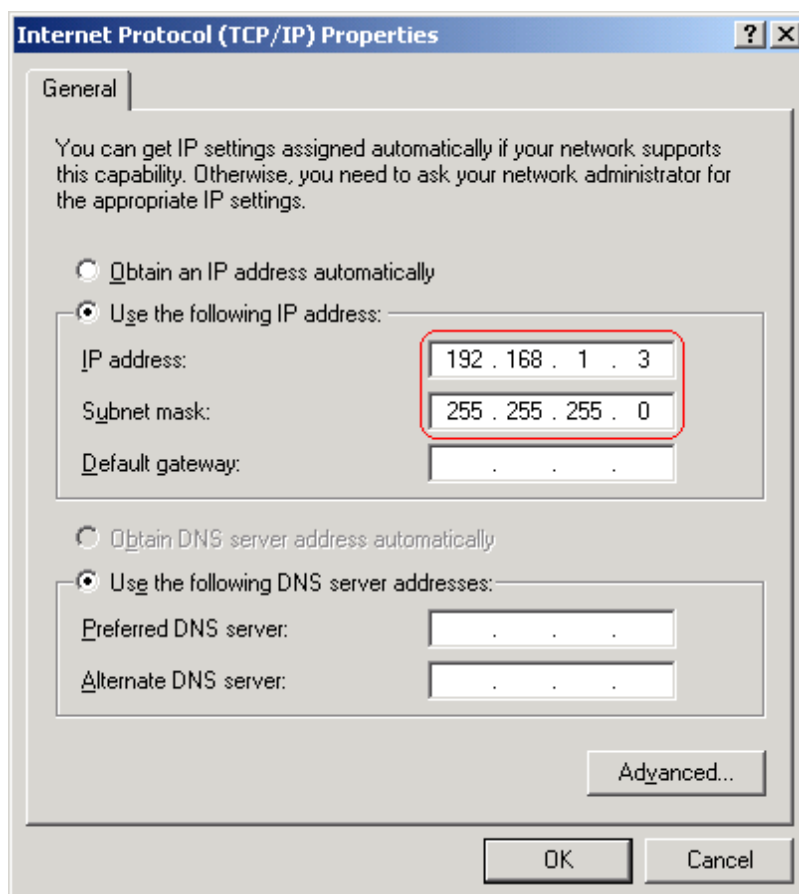 Internet Protocol (TCP/IP) Properties
General
You can get IP settings assigned automatically if your network supports
this capability. Otherwise, you need to ask your network administrator for
the appropriate IP settings.
Obtain an IP address automatically
Use the following IP address:
IP address: 192 . 168 . 1 . 3
Subnet mask: 255 . 255 . 255 . 0
Default gateway: . . .
Obtain DNS server address automatically
Use the following DNS server addresses:
Preferred DNS server: . . .
Alternate DNS server: . . .
Advanced...
OK Cancel